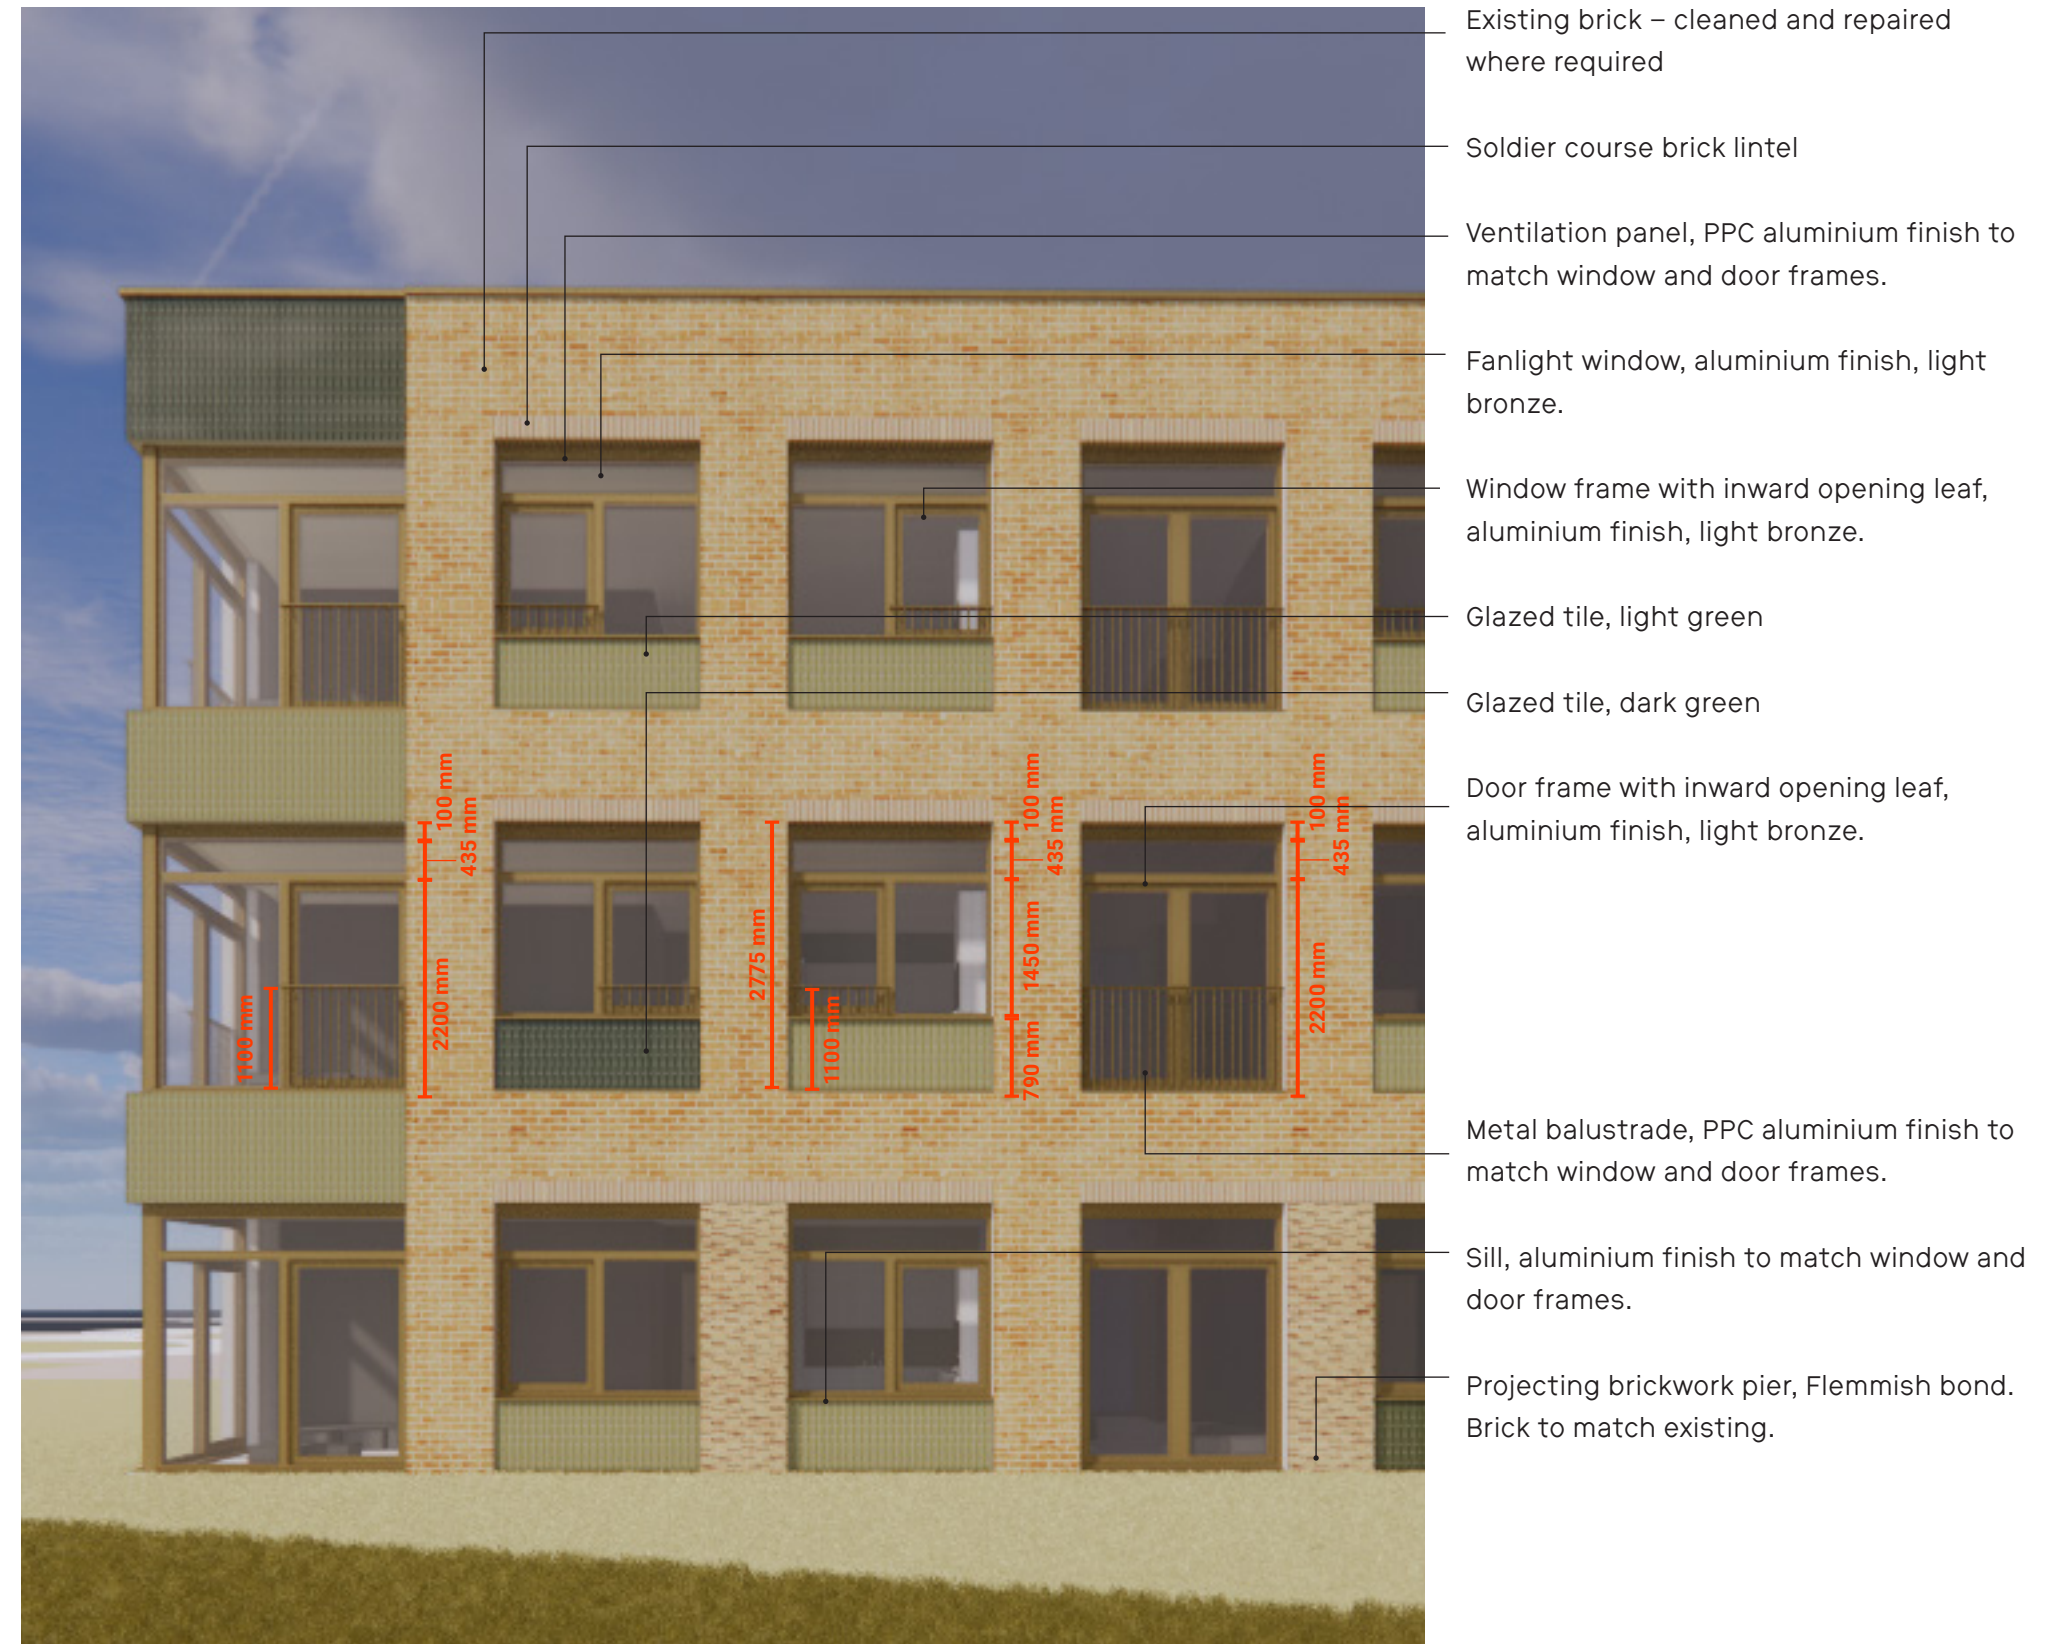 Existing brick – cleaned and repaired
where required
Soldier course brick lintel
Ventilation panel, PPC aluminium finish to
match window and door frames.
Fanlight window, aluminium finish, light
bronze.
Window frame with inward opening leaf,
aluminium finish, light bronze.
Glazed tile, light green
Glazed tile, dark green
Door frame with inward opening leaf,
aluminium finish, light bronze.
Metal balustrade, PPC aluminium finish to
match window and door frames.
Sill, aluminium finish to match window and
door frames.
Projecting brickwork pier, Flemmish bond.
Brick to match existing.
1100 mm
100 mm
435 mm
2200 mm
2775 mm
1100 mm
100 mm
435 mm
1450 mm
790 mm
100 mm
435 mm
2200 mm